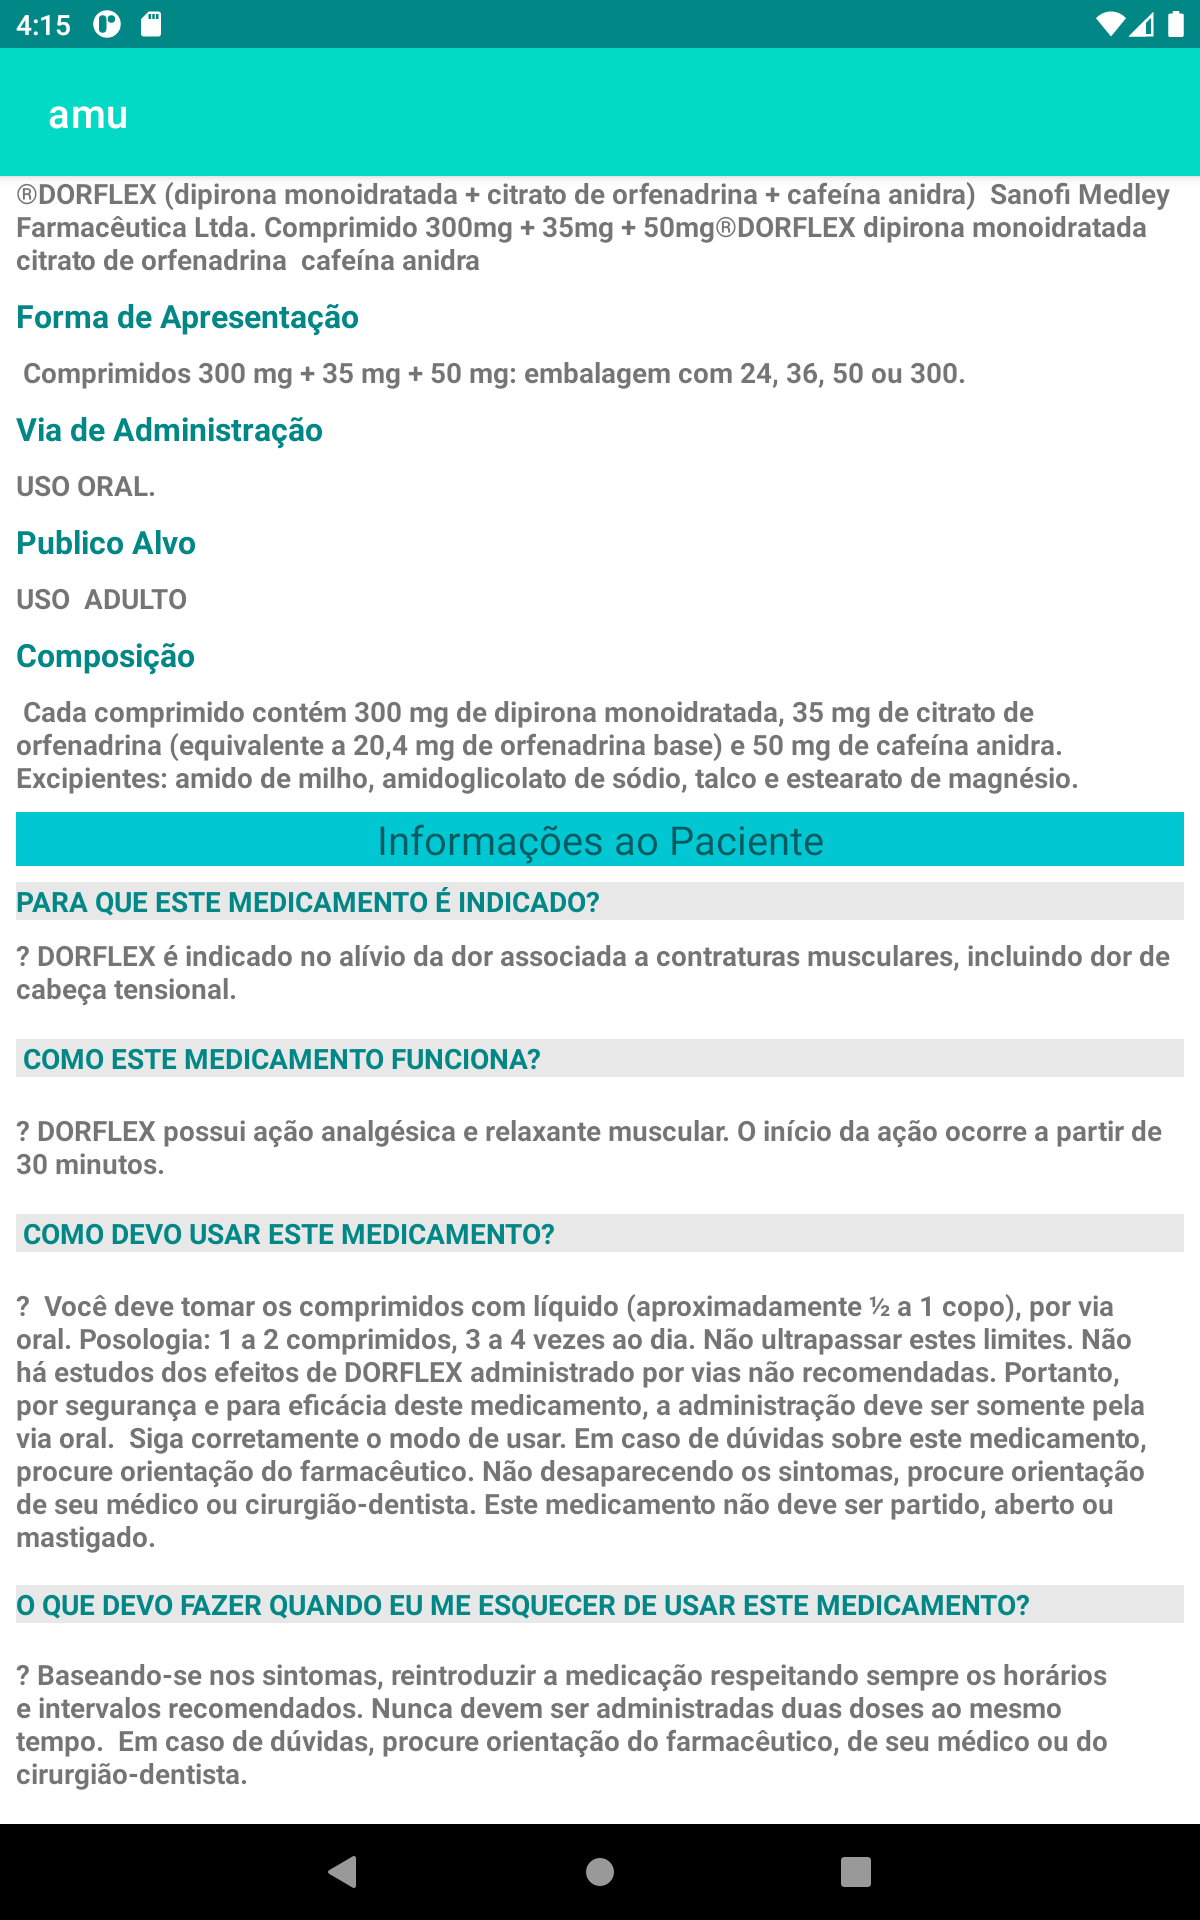 4:15
amu
®DORFLEX (dipirona monoidratada + citrato de orfenadrina + cafeína anidra)  Sanofi Medley
Farmacêutica Ltda. Comprimido 300mg + 35mg + 50mg®DORFLEX dipirona monoidratada
citrato de orfenadrina  cafeína anidra
Forma de Apresentação
Comprimidos 300 mg + 35 mg + 50 mg: embalagem com 24, 36, 50 ou 300.
Via de Administração
USO ORAL.
Publico Alvo
USO  ADULTO
Composição
Cada comprimido contém 300 mg de dipirona monoidratada, 35 mg de citrato de
orfenadrina (equivalente a 20,4 mg de orfenadrina base) e 50 mg de cafeína anidra.
Excipientes: amido de milho, amidoglicolato de sódio, talco e estearato de magnésio.
Informações ao Paciente
PARA QUE ESTE MEDICAMENTO É INDICADO?
? DORFLEX é indicado no alívio da dor associada a contraturas musculares, incluindo dor de
cabeça tensional.
COMO ESTE MEDICAMENTO FUNCIONA?
? DORFLEX possui ação analgésica e relaxante muscular. O início da ação ocorre a partir de
30 minutos.
COMO DEVO USAR ESTE MEDICAMENTO?
?  Você deve tomar os comprimidos com líquido (aproximadamente ½ a 1 copo), por via
oral. Posologia: 1 a 2 comprimidos, 3 a 4 vezes ao dia. Não ultrapassar estes limites. Não
há estudos dos efeitos de DORFLEX administrado por vias não recomendadas. Portanto,
por segurança e para eficácia deste medicamento, a administração deve ser somente pela
via oral.  Siga corretamente o modo de usar. Em caso de dúvidas sobre este medicamento,
procure orientação do farmacêutico. Não desaparecendo os sintomas, procure orientação
de seu médico ou cirurgião-dentista. Este medicamento não deve ser partido, aberto ou
mastigado.
O QUE DEVO FAZER QUANDO EU ME ESQUECER DE USAR ESTE MEDICAMENTO?
? Baseando-se nos sintomas, reintroduzir a medicação respeitando sempre os horários
e intervalos recomendados. Nunca devem ser administradas duas doses ao mesmo
tempo.  Em caso de dúvidas, procure orientação do farmacêutico, de seu médico ou do
cirurgião-dentista.